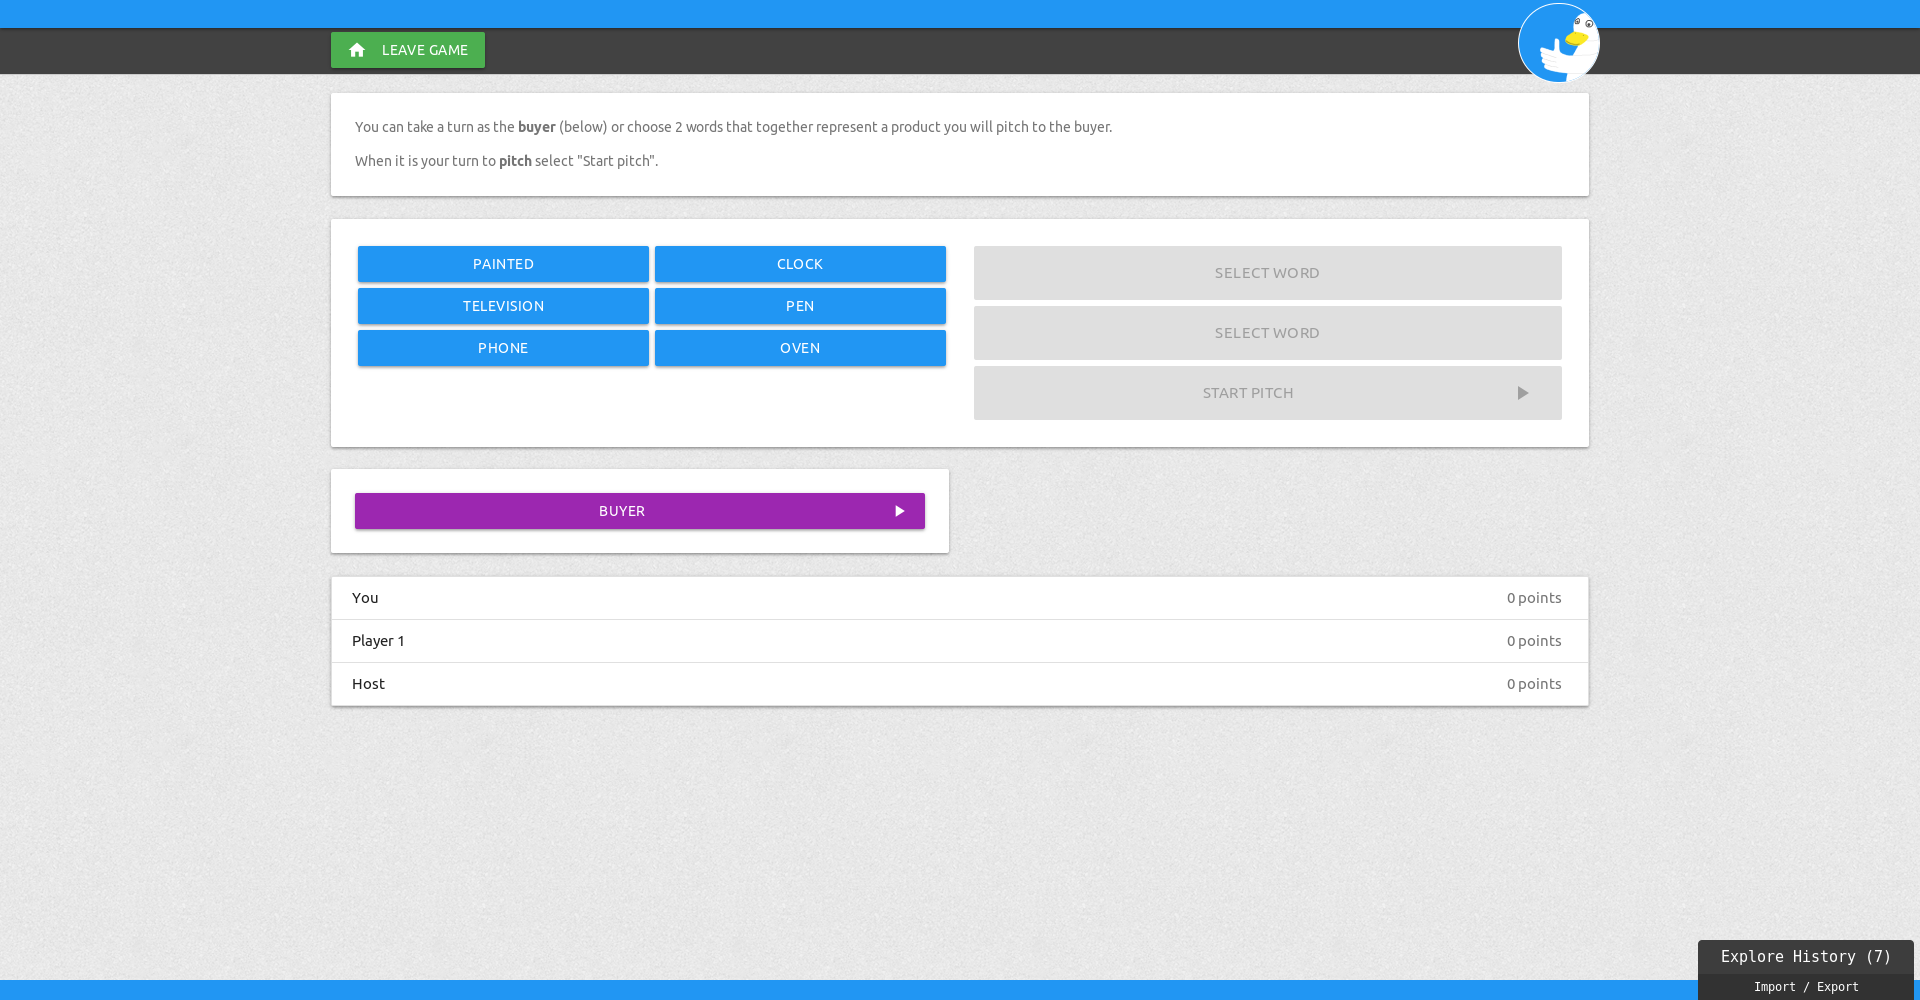 LEAVE GAME
You can take a turn as the buyer (below) or choose 2 words that together represent a product you will pitch to the buyer.
When it is your turn to pitch select "Start pitch".
PAINTED
CLOCK
TELEVISION
PEN
PHONE
OVEN
SELECT WORD
SELECT WORD
START PITCH
BUYER
You 0 points
Player 1 0 points
Host 0 points
Explore History (7)
Import / Export